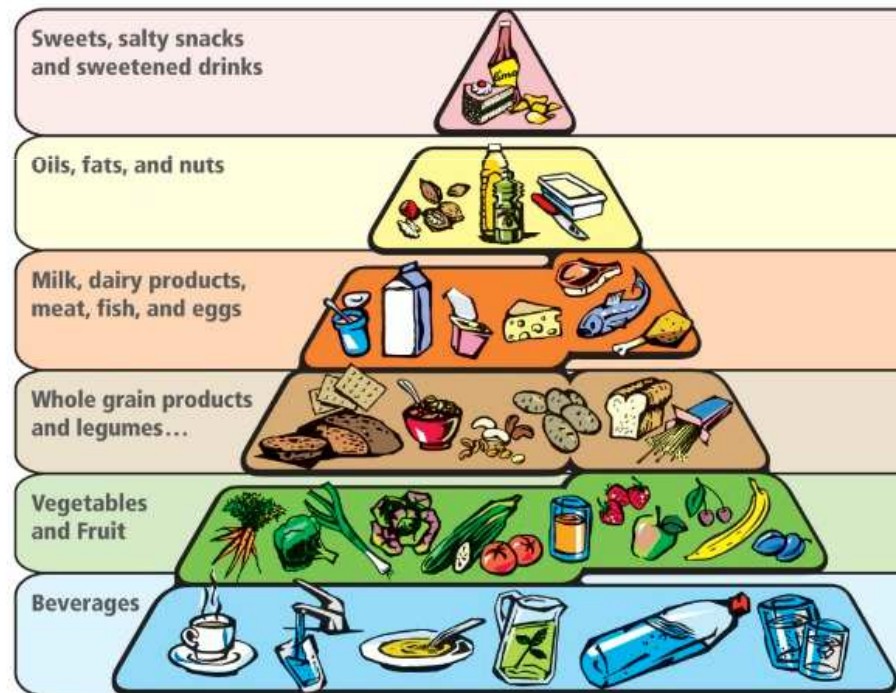 Sweets, salty snacks
and sweetened drinks
Oils, fats, and nuts
Milk, dairy products,
meat, fish, and eggs
Whole grain products
and legumes...
Vegetables
and Fruit
Beverages